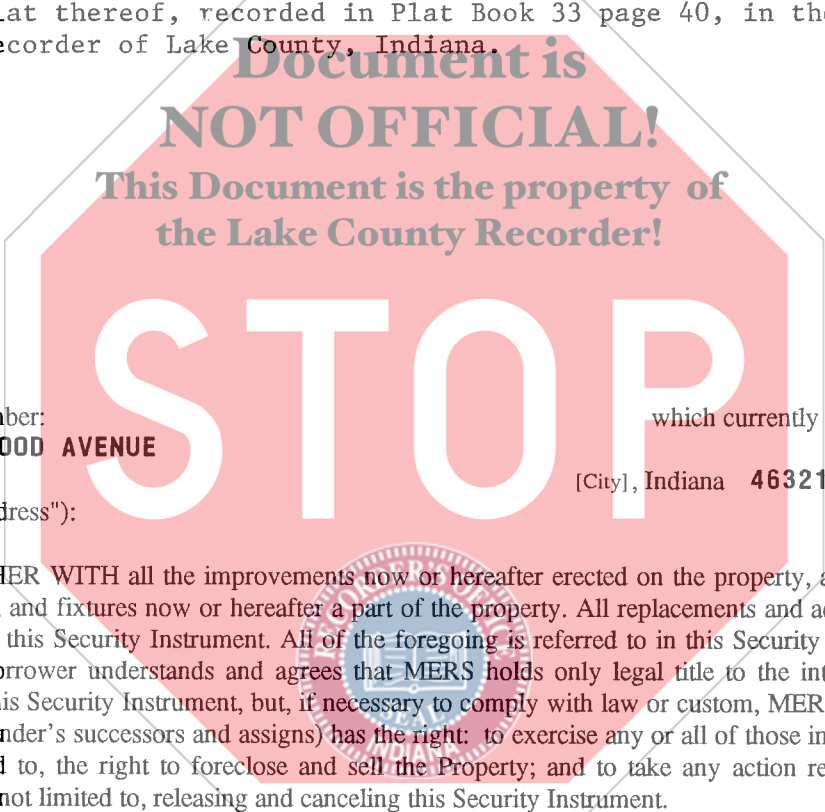 lat thereof, recorded in Plat Book 33 page 40, in the
ecorder of Lake County, Indiana.
Document is
NOT OFFICIAL!
This Document is the property of
the Lake County Recorder!
STOP
ber: which currently
OOD AVENUE
[City], Indiana 46321
dress"):
HER WITH all the improvements now or hereafter erected on the property, a
and fixtures now or hereafter a part of the property. All replacements and ad
this Security Instrument. All of the foregoing is referred to in this Security
orrower understands and agrees that MERS holds only legal title to the int
is Security Instrument, but, if necessary to comply with law or custom, MER
nder's successors and assigns) has the right: to exercise any or all of those in
d to, the right to foreclose and sell the Property; and to take any action re
not limited to, releasing and canceling this Security Instrument.
RECORDER'S OFFICE
SEAL
INDIANA